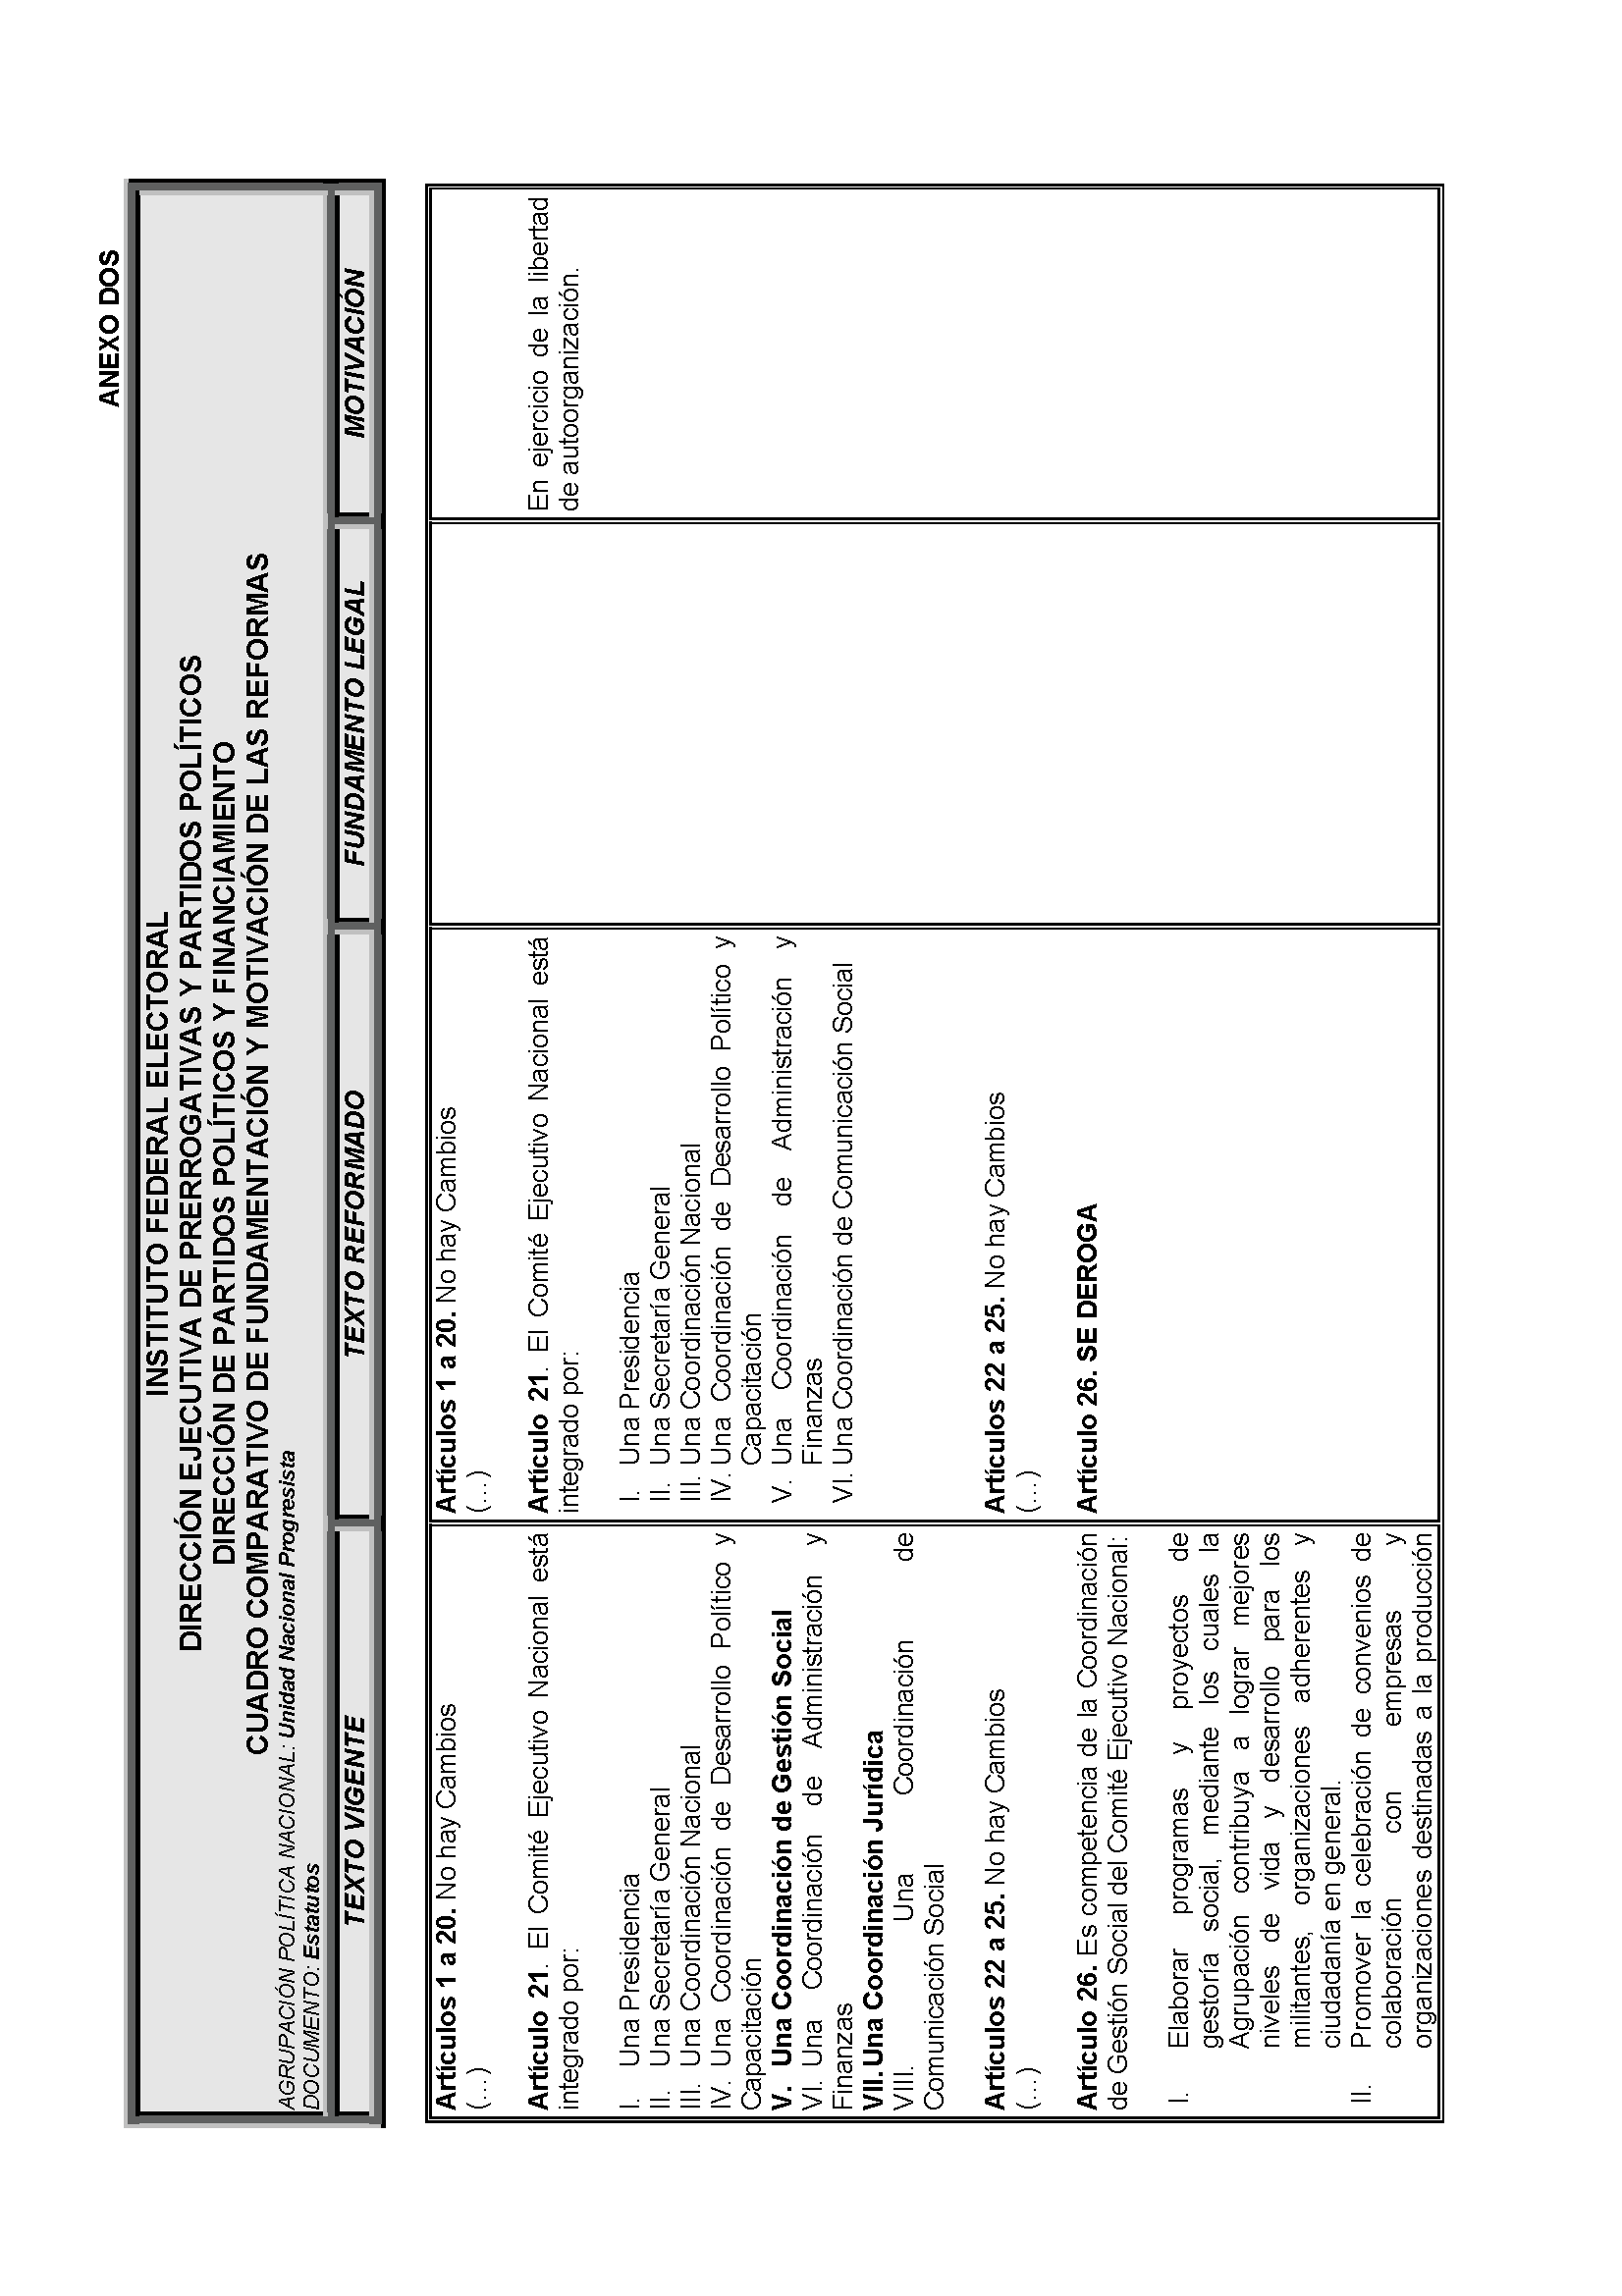 ANEXO DOS
INSTITUTO FEDERAL ELECTORAL
DIRECCIÓN EJECUTIVA DE PRERROGATIVAS Y PARTIDOS POLÍTICOS
DIRECCIÓN DE PARTIDOS POLÍTICOS Y FINANCIAMIENTO
CUADRO COMPARATIVO DE FUNDAMENTACIÓN Y MOTIVACIÓN DE LAS REFORMAS
AGRUPACIÓN POLÍTICA NACIONAL: Unidad Nacional Progresista
DOCUMENTO: Estatutos
TEXTO VIGENTE
TEXTO REFORMADO
FUNDAMENTO LEGAL
MOTIVACIÓN
Artículos 1 a 20. No hay Cambios
(...)
Artículo 21. El Comité Ejecutivo Nacional está
integrado por:
I. Una Presidencia
II. Una Secretaría General
III. Una Coordinación Nacional
IV. Una Coordinación de Desarrollo Político y
Capacitación
V. Una Coordinación de Gestión Social
VI. Una Coordinación de Administración y
Finanzas
VII. Una Coordinación Jurídica
VIII. Una Coordinación de
Comunicación Social
Artículos 22 a 25. No hay Cambios
(...)
Artículo 26. Es competencia de la Coordinación
de Gestión Social del Comité Ejecutivo Nacional:
I. Elaborar programas y proyectos de
gestoría social, mediante los cuales la
Agrupación contribuya a lograr mejores
niveles de vida y desarrollo para los
militantes, organizaciones adherentes y
ciudadanía en general.
II. Promover la celebración de convenios de
colaboración con empresas y
organizaciones destinadas a la producción
Artículos 1 a 20. No hay Cambios
(...)
Artículo 21. El Comité Ejecutivo Nacional está
integrado por:
I. Una Presidencia
II. Una Secretaría General
III. Una Coordinación Nacional
IV. Una Coordinación de Desarrollo Político y
Capacitación
V. Una Coordinación de Administración y
Finanzas
VI. Una Coordinación de Comunicación Social
Artículos 22 a 25. No hay Cambios
(...)
Artículo 26. SE DEROGA
En ejercicio de la libertad
de autoorganización.